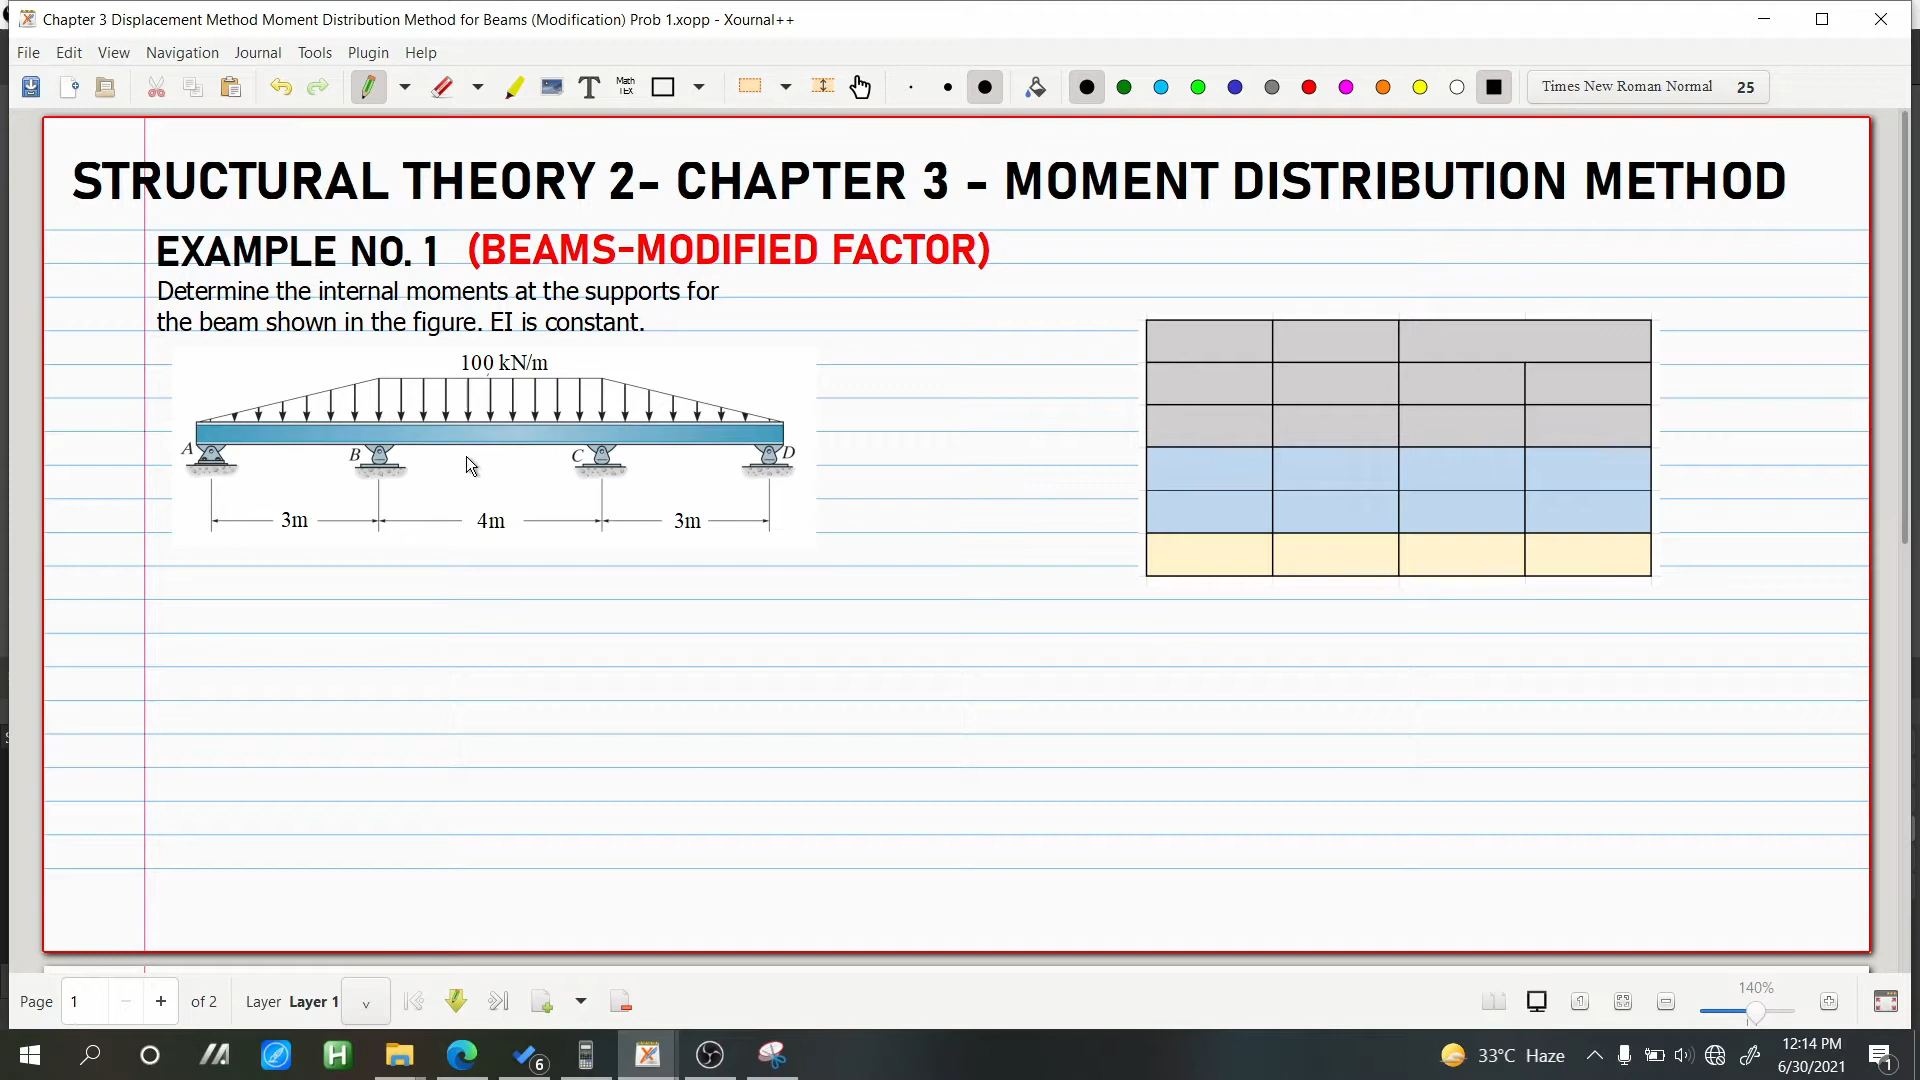 Chapter 3 Displacement Method Moment Distribution Method for Beams (Modification) Prob 1.xopp - Xournal++
File Edit View Navigation Journal Tools Plugin Help
Math
TEX
Times New Roman Normal 25
STRUCTURAL THEORY 2- CHAPTER 3 - MOMENT DISTRIBUTION METHOD
EXAMPLE NO. 1 (BEAMS-MODIFIED FACTOR)
Determine the internal moments at the supports for
the beam shown in the figure. EI is constant.
100 kN/m
A B C D
3m 4m 3m
Page 1 of 2 Layer Layer 1
140%
6
33°C Haze
12:14 PM
6/30/2021
1